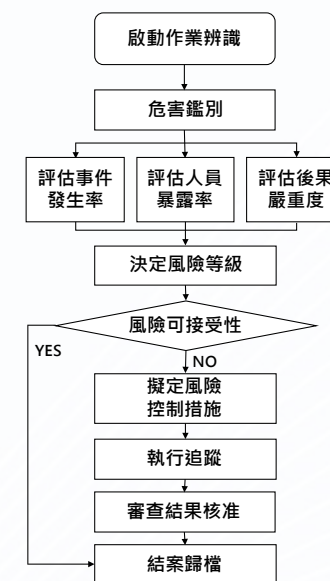 啟動作業辨識
危害鑑別
評估事件
發生率
評估人員
暴露率
評估後果
嚴重度
決定風險等級
風險可接受性
YES
NO
擬定風險
控制措施
執行追蹤
審查結果核准
結案歸檔